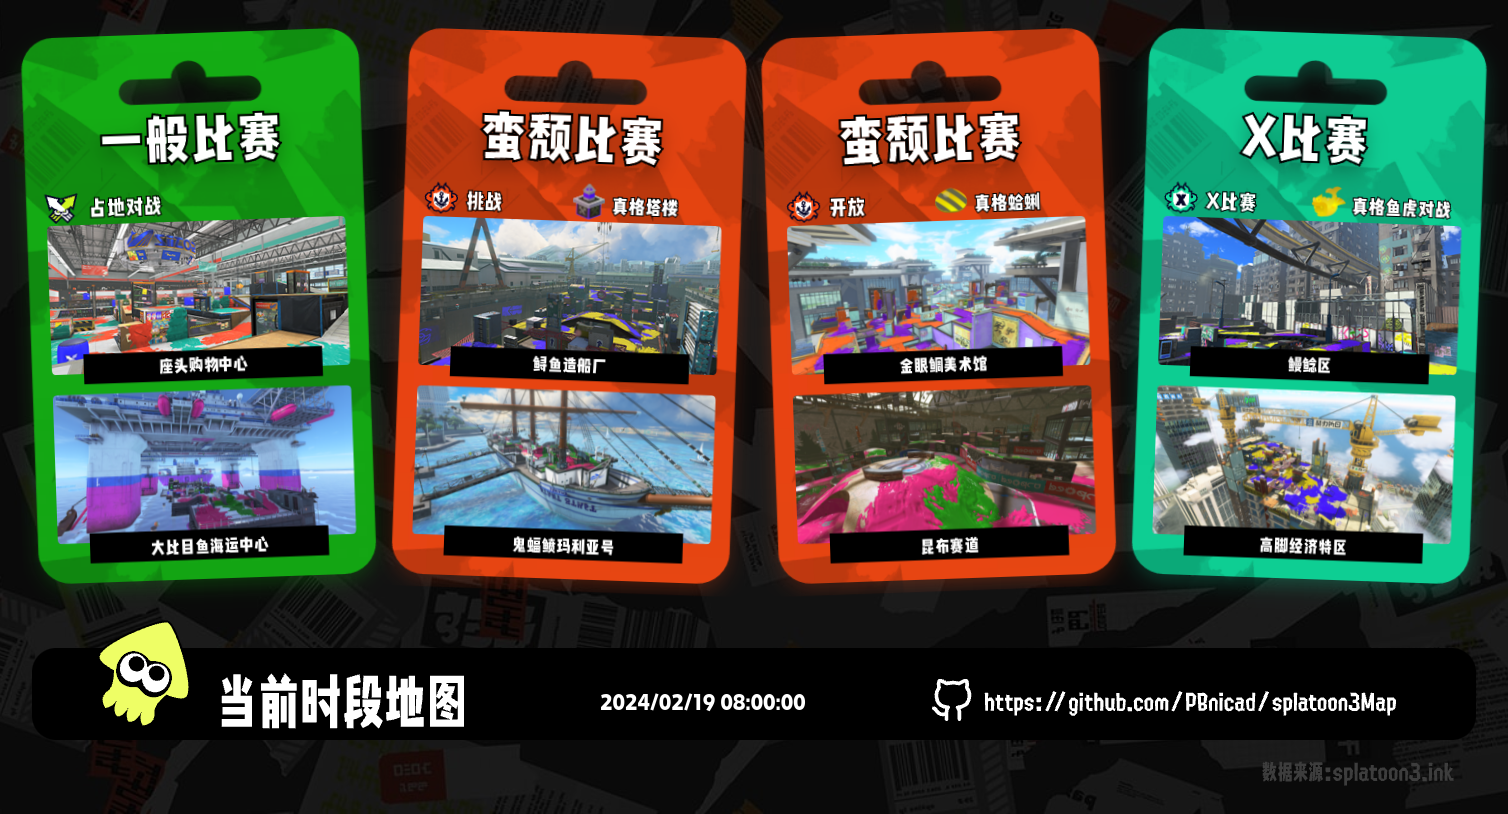 一般比赛
占地对战
座头购物中心
大比目鱼海运中心
蛮颓比赛
挑战
真格塔楼
鲟鱼造船厂
鬼蝠鲼玛利亚号
蛮颓比赛
开放
真格蛤蜊
金眼鲷美术馆
昆布赛道
X比赛
X比赛
真格鱼虎对战
鳗鲶区
高脚经济特区
当前时段地图
2024/02/19 08:00:00
https://github.com/PBnicad/splatoon3Map
数据来源:splatoon3.ink